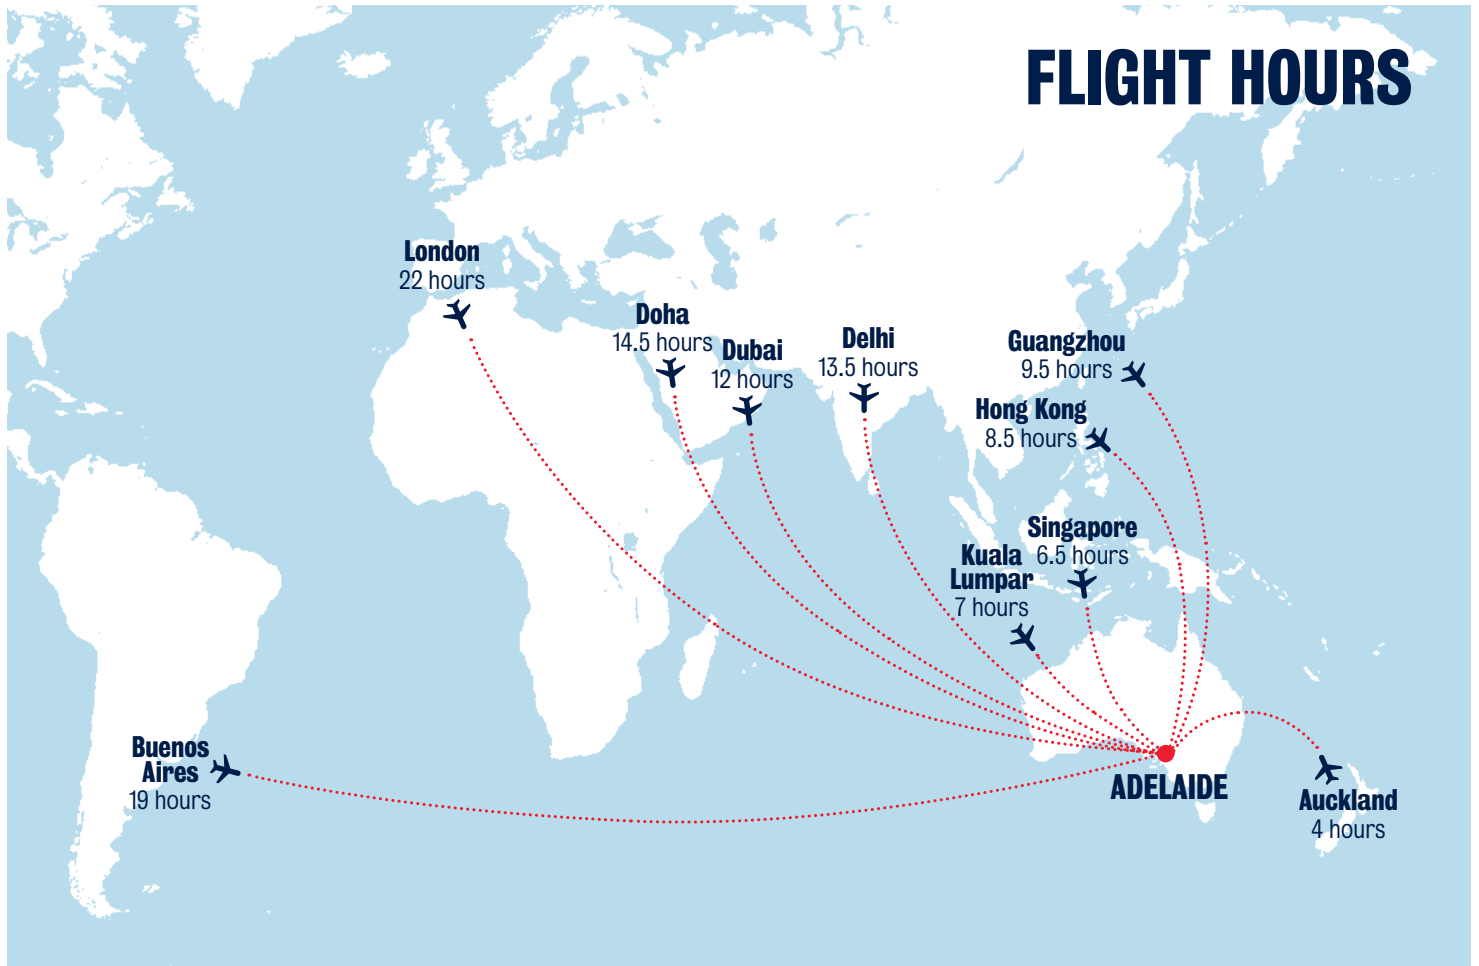 FLIGHT HOURS
London
22 hours
Doha
14.5 hours
Dubai
12 hours
Delhi
13.5 hours
Guangzhou
9.5 hours
Hong Kong
8.5 hours
Singapore
6.5 hours
Kuala
Lumpar
7 hours
Buenos
Aires
19 hours
ADELAIDE
Auckland
4 hours